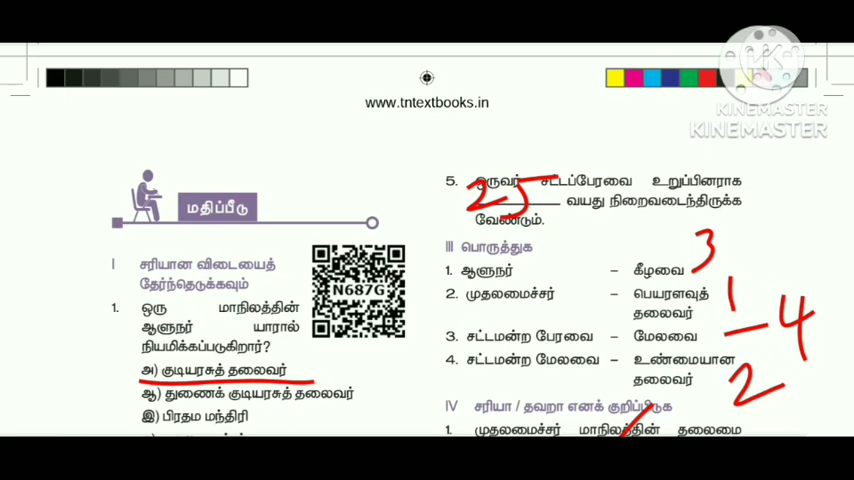 KINEMASTER
KINEMASTER
www.tntextbooks.in
மதிப்பீடு
I சரியான விடையைத்
தேர்ந்தெடுக்கவும்
N687G
1. ஒரு மாநிலத்தின்
ஆளுநர் யாரால்
நியமிக்கப்படுகிறார்?
அ) குடியரசுத் தலைவர்
ஆ) துணைக் குடியரசுத் தலைவர்
இ) பிரதம மந்திரி
5. ஒருவர் சட்டப்பேரவை உறுப்பினராக
25 வயது நிறைவடைந்திருக்க
வேண்டும்.
III பொருத்துக
1. ஆளுநர் – கீழவை 3
2. முதலமைச்சர் – பெயரளவுத் 1
தலைவர்
3. சட்டமன்ற பேரவை – மேலவை – 4
4. சட்டமன்ற மேலவை – உண்மையான
தலைவர் 2
IV சரியா / தவறா எனக் குறிப்பிடுக
1. முதலமைச்சர் மாநிலத்தின் தலைமை